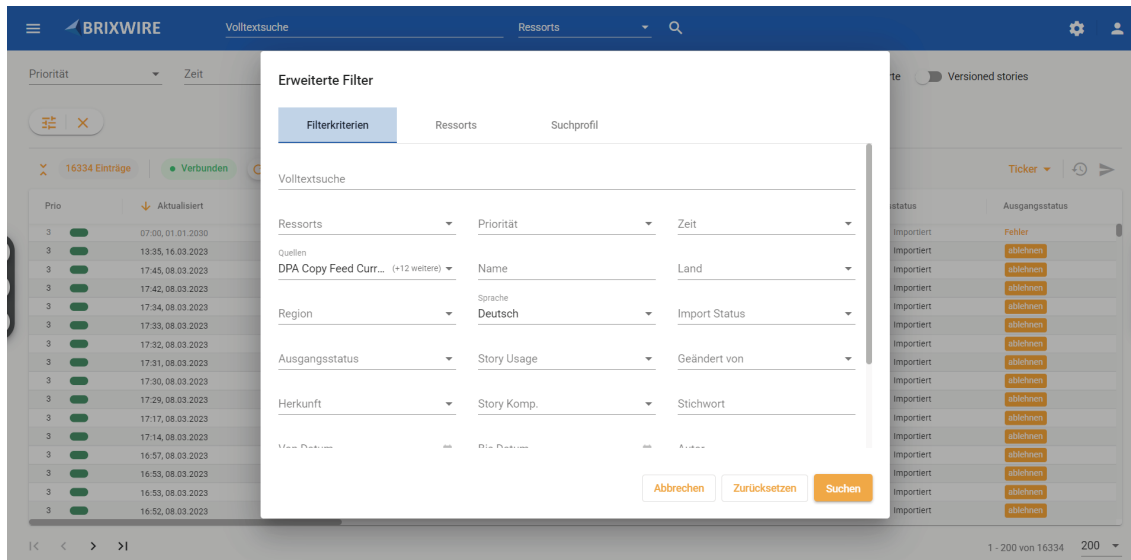 BRIXWIRE Volltextsuche Ressorts
Priorität Zeit Versioned stories
Erweiterte Filter
Filterkriterien Ressorts Suchprofil
16334 Einträge Verbunden Ticker
Volltextsuche
Prio Aktualisiert Ausgangsstatus
Ressorts Priorität Zeit
3 07:00, 01.01.2030 Importiert Fehler
Quellen
3 13:35, 16.03.2023 Importiert ablehnen
DPA Copy Feed Curr... (+12 weitere) Name Land
3 17:45, 08.03.2023 Importiert ablehnen
3 17:42, 08.03.2023 Importiert ablehnen
Sprache
Region Deutsch Import Status
3 17:34, 08.03.2023 Importiert ablehnen
3 17:33, 08.03.2023 Importiert ablehnen
3 17:32, 08.03.2023 Importiert ablehnen
Ausgangsstatus Story Usage Geändert von
3 17:31, 08.03.2023 Importiert ablehnen
3 17:30, 08.03.2023 Importiert ablehnen
3 17:29, 08.03.2023 Importiert ablehnen
Herkunft Story Komp. Stichwort
3 17:17, 08.03.2023 Importiert ablehnen
3 17:14, 08.03.2023 Importiert ablehnen
Von Datum Bis Datum Autor
3 16:57, 08.03.2023 Importiert ablehnen
3 16:53, 08.03.2023 Importiert ablehnen
3 16:53, 08.03.2023 Importiert ablehnen
Abbrechen Zurücksetzen Suchen
3 16:52, 08.03.2023 Importiert ablehnen
1 - 200 von 16334 200